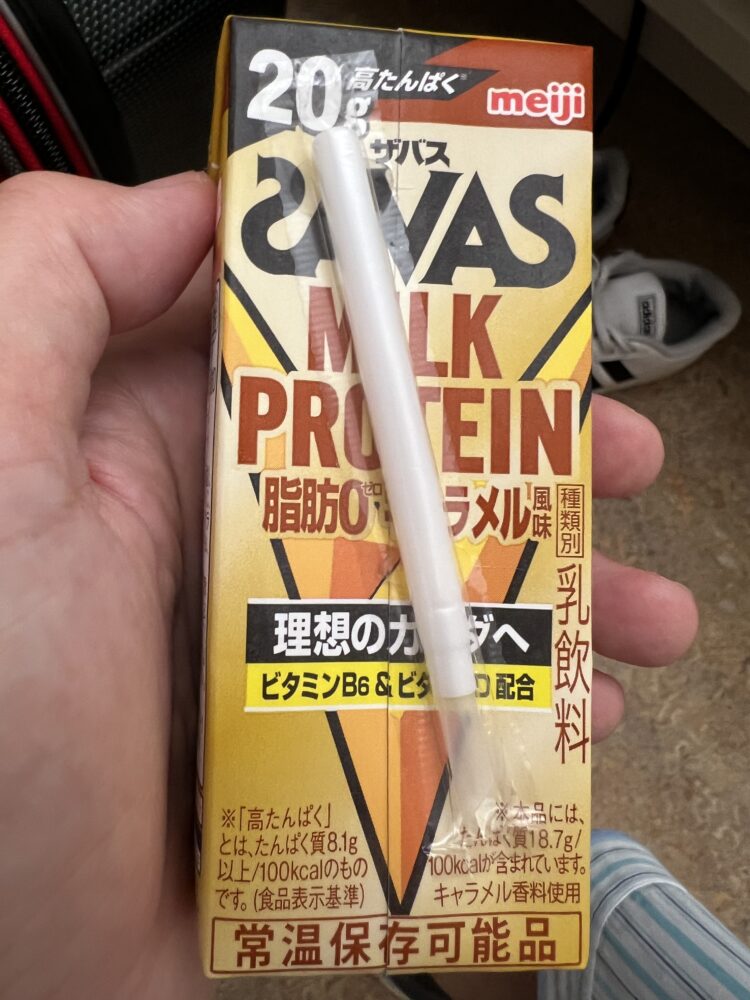 20g 高たんぱく®
meiji
ザバス
SAVAS
MILK
PROTEIN
脂肪0 ゼロ ラメル風味
種類別
乳飲料
理想のカ ダへ
ビタミンB6 & ビタ D 配合
※「高たんぱく」
とは、たんぱく質8.1g
以上/100kcalのもの
です。(食品表示基準)
※本品には、
たんぱく質18.7g/
100kcalが含まれています。
キャラメル香料使用
常温保存可能品
adidas